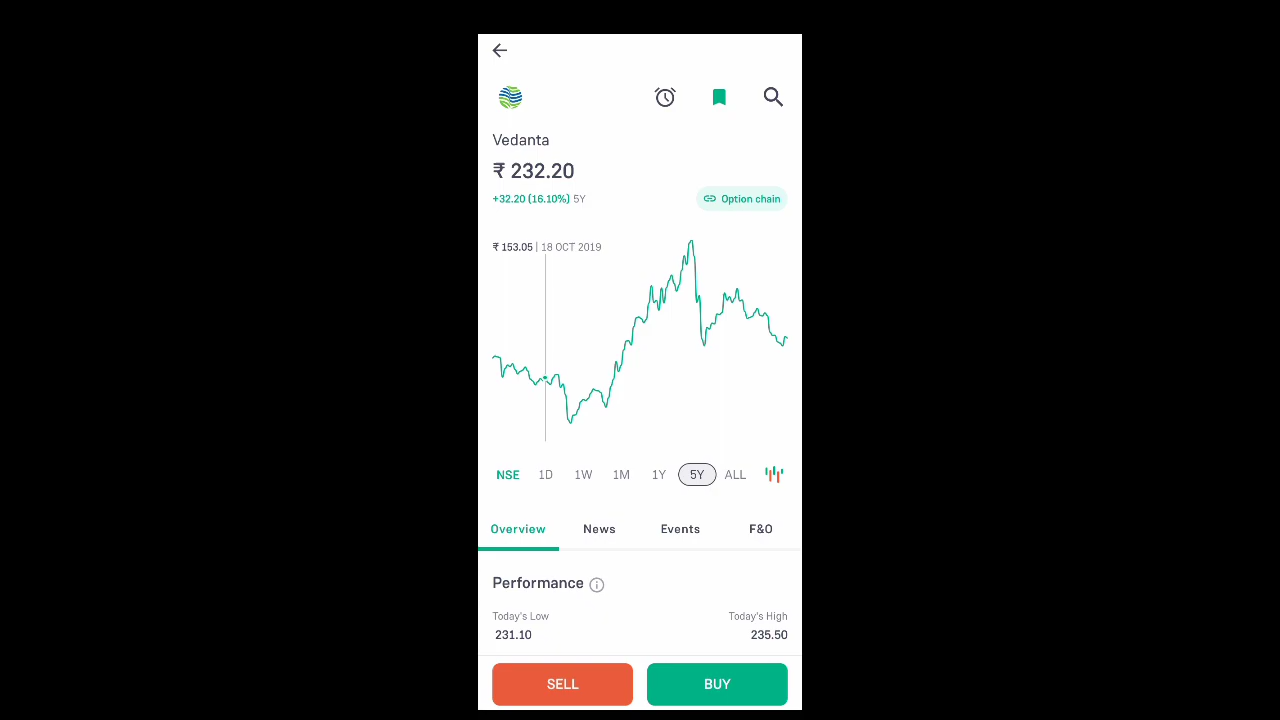 Vedanta
₹ 232.20
+32.20 (16.10%) 5Y
Option chain
₹ 153.05 | 18 OCT 2019
NSE 1D 1W 1M 1Y 5Y ALL
Overview News Events F&O
Performance
Today's Low Today's High
231.10 235.50
SELL BUY